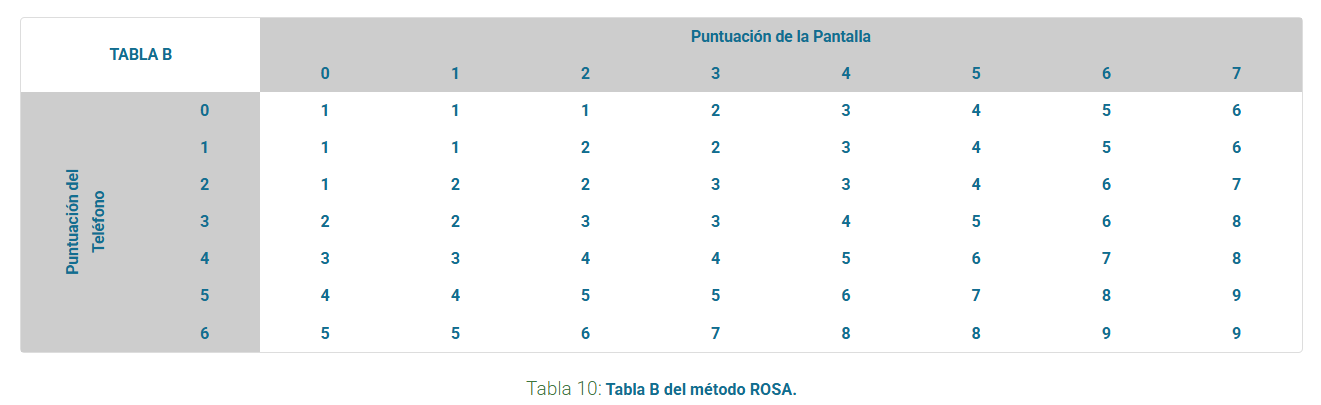 TABLA B
Puntuación de la Pantalla
0 1 2 3 4 5 6 7
Puntuación del
Teléfono
0 1 1 1 2 3 4 5 6
1 1 1 2 2 3 4 5 6
2 1 2 2 3 3 4 6 7
3 2 2 3 3 4 5 6 8
4 3 3 4 4 5 6 7 8
5 4 4 5 5 6 7 8 9
6 5 5 6 7 8 8 9 9
Tabla 10: Tabla B del método ROSA.